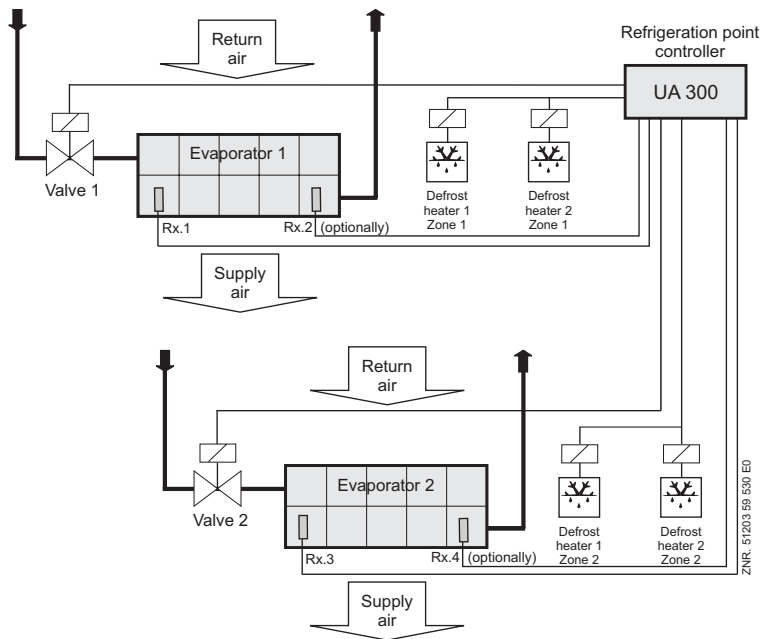 Return
air
Refrigeration point
controller
UA 300
Evaporator 1
Valve 1
Rx.1
Rx.2 (optionally)
Defrost
heater 1
Zone 1
Defrost
heater 2
Zone 1
Supply
air
Return
air
Evaporator 2
Valve 2
Rx.3
Rx.4 (optionally)
Defrost
heater 1
Zone 2
Defrost
heater 2
Zone 2
ZNR. 51203 59 530 E0
Supply
air